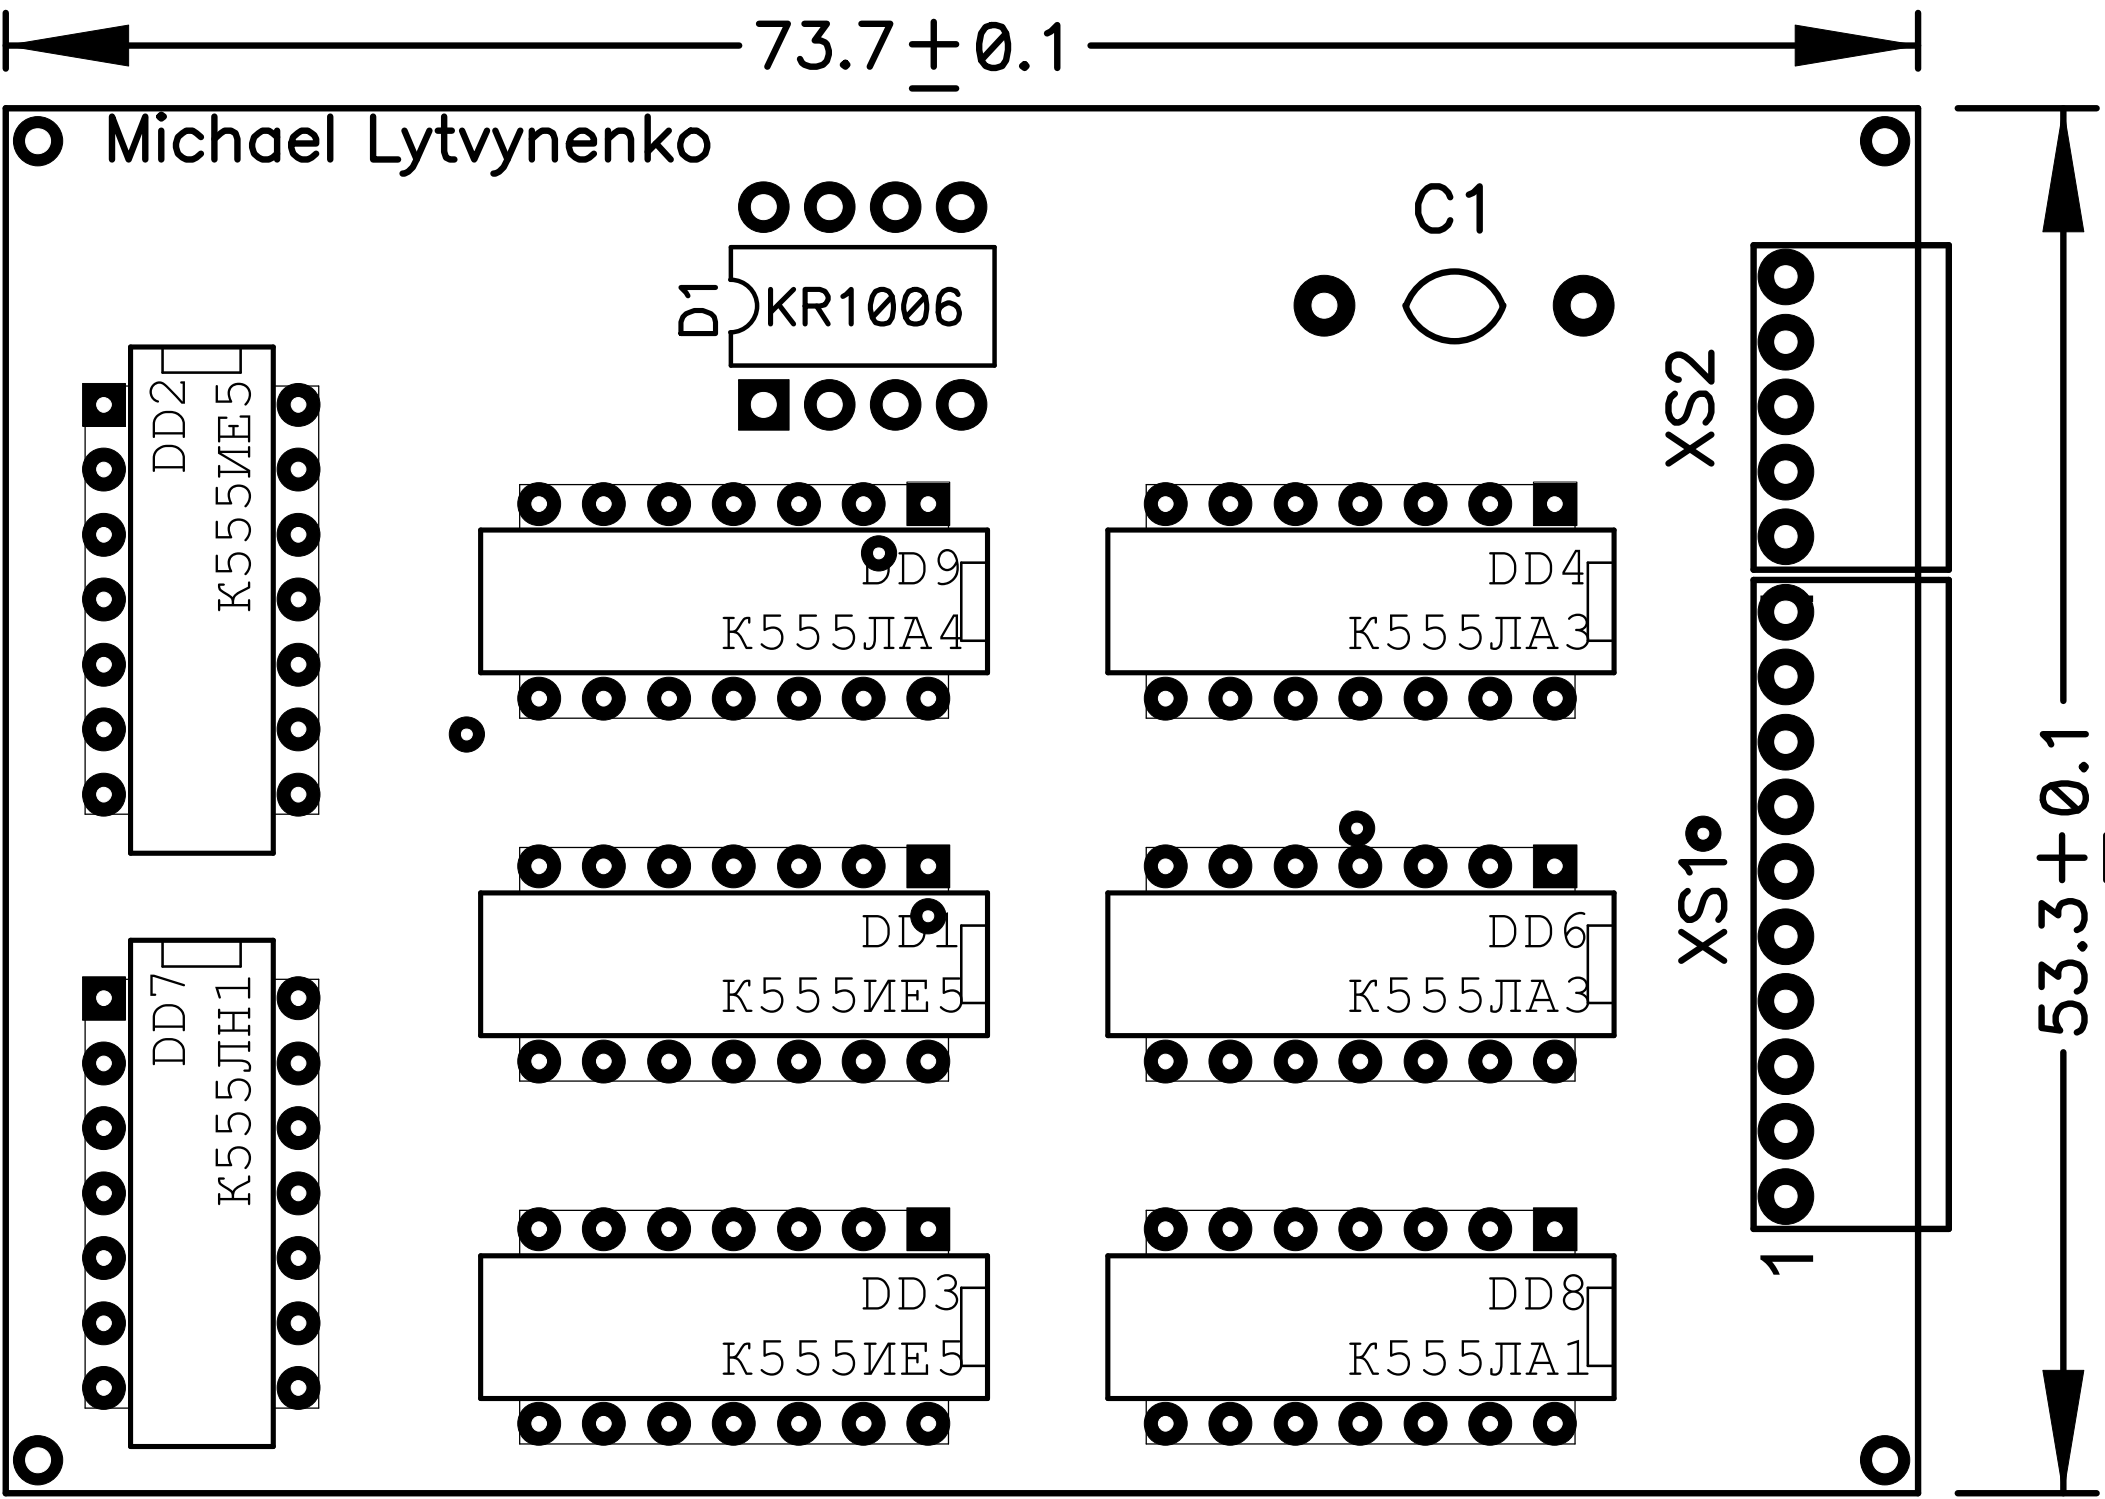 73.7±0.1
Michael Lytvynenko
C1
D1
KR1006
XS2
DD2
К555ИЕ5
DD9
К555ЛА4
DD4
К555ЛА3
53.3±0.1
XS1
DD1
К555ИЕ5
DD6
К555ЛА3
DD7
К555ЛН1
1
DD3
К555ИЕ5
DD8
К555ЛА1